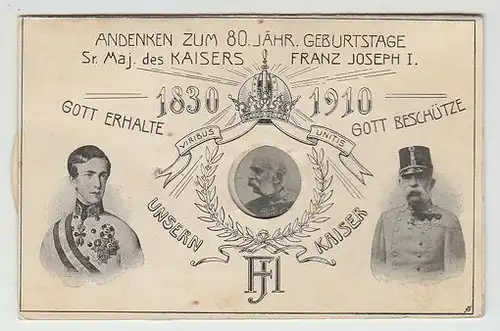 ANDENKEN ZUM 80. JÄHR. GEBURTSTAGE
Sr. Maj. des KAISERS FRANZ JOSEPH I.
1830 1910
GOTT ERHALTE GOTT BESCHÜTZE
VIRIBUS UNITIS
UNSERN KAISER
FJI